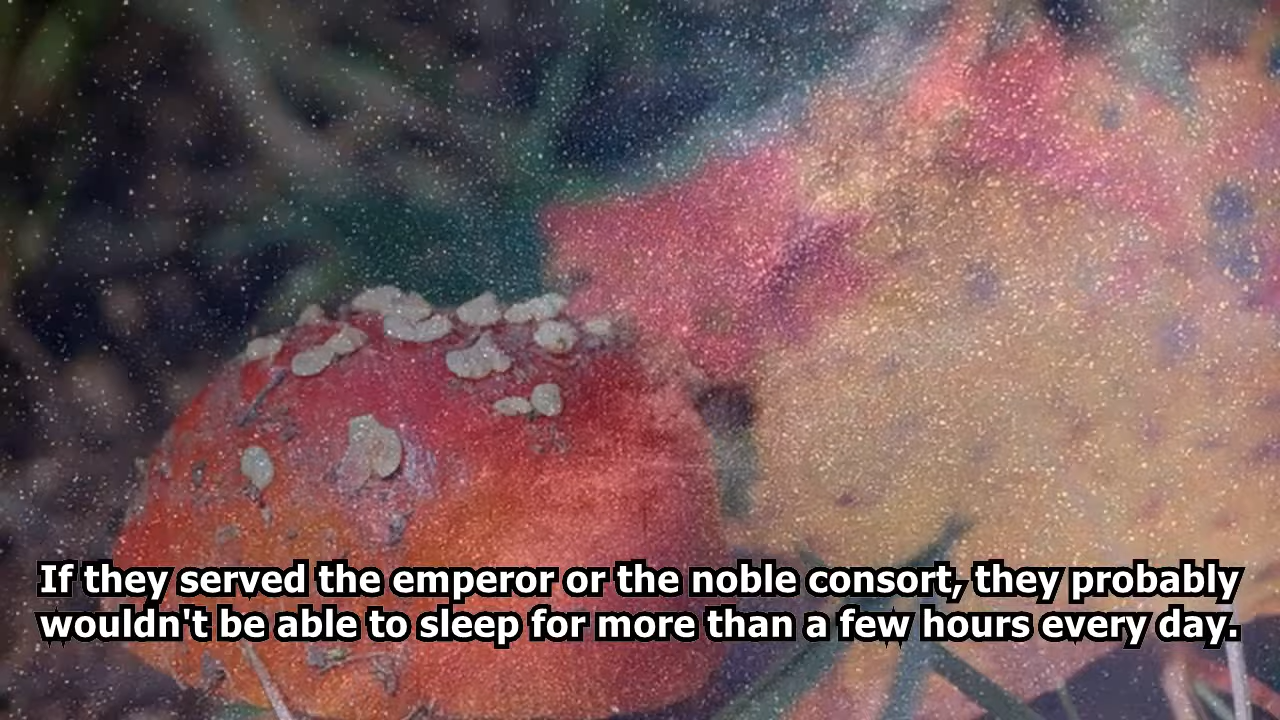 If they served the emperor or the noble consort, they probably
wouldn't be able to sleep for more than a few hours every day.